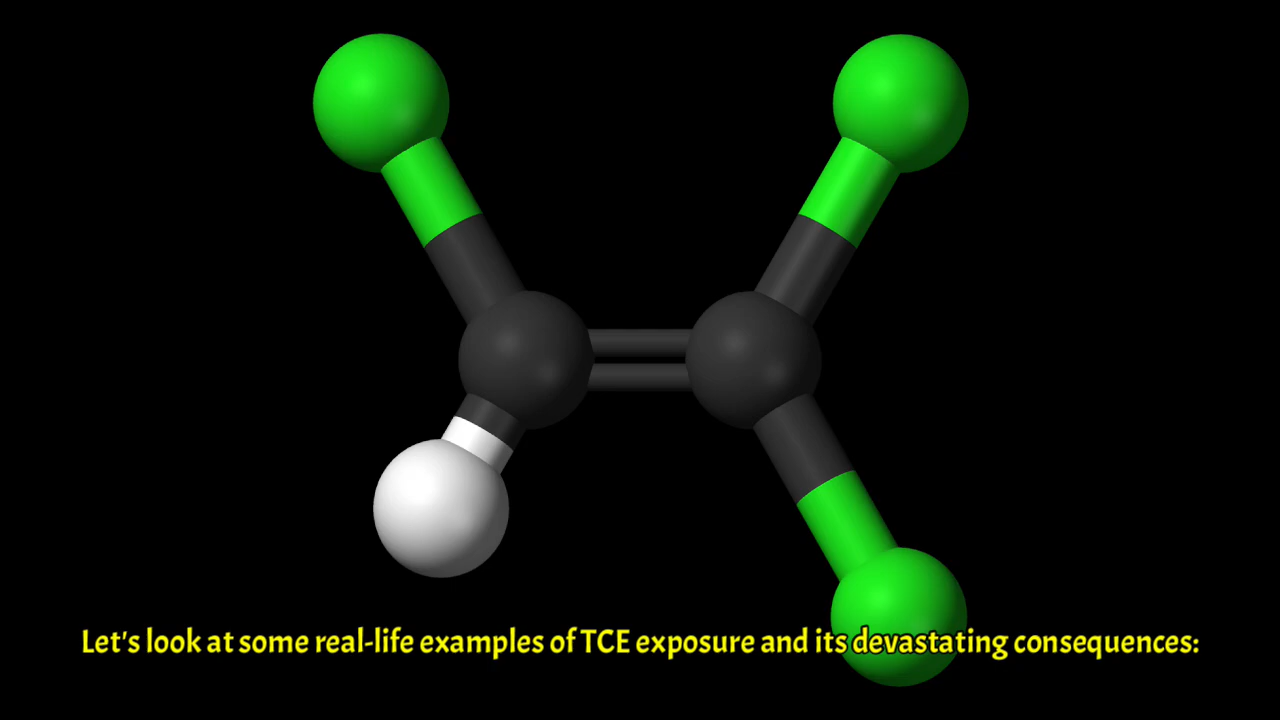 Let's look at some real-life examples of TCE exposure and its devastating consequences: